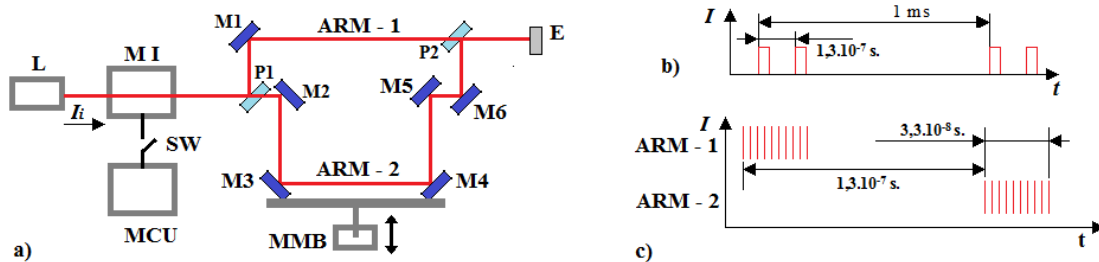 L
M I
I_i
SW
MCU
a)
M1
ARM - 1
P2
E
P1
M2
M5
M6
M3
ARM - 2
M4
MMB
b)
I
1 ms
1,3.10⁻⁷ s.
t
c)
I
ARM - 1
3,3.10⁻⁸ s.
1,3.10⁻⁷ s.
ARM - 2
t